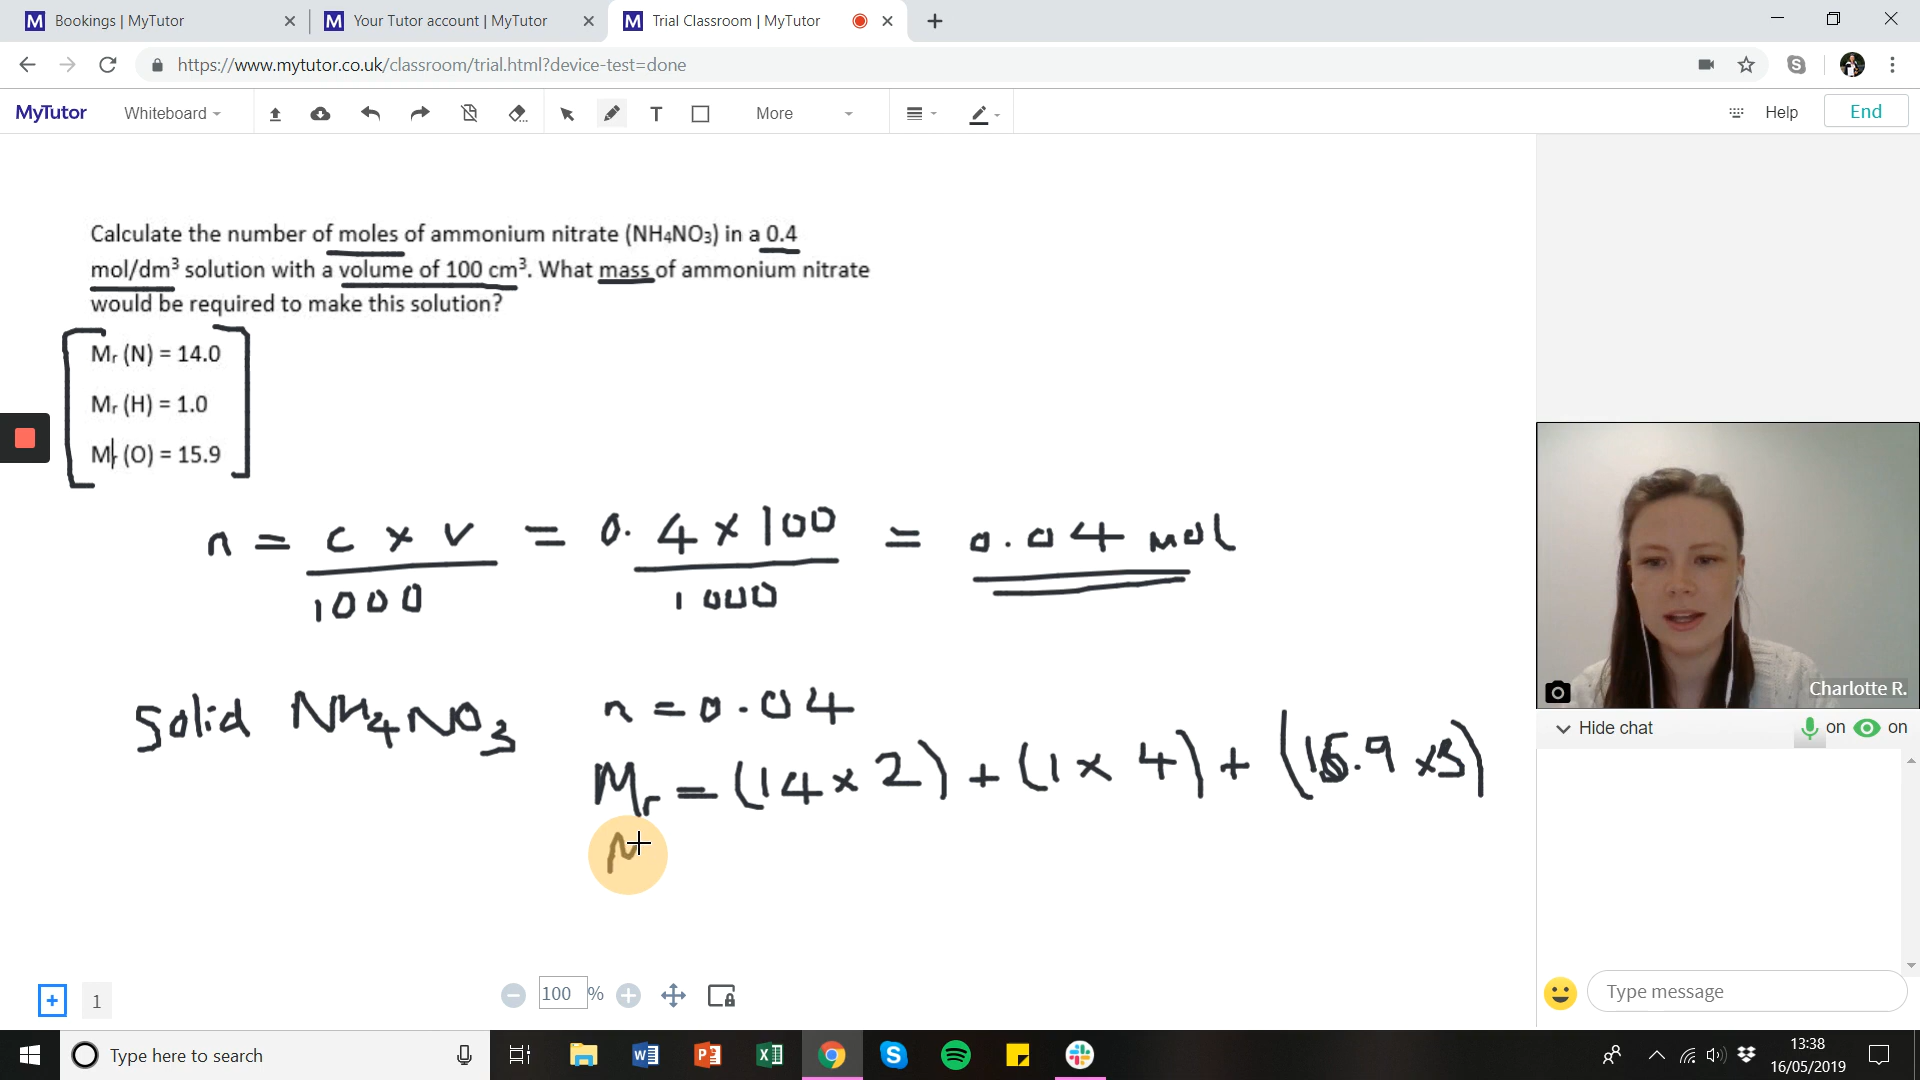 Bookings | MyTutor
Your Tutor account | MyTutor
Trial Classroom | MyTutor
https://www.mytutor.co.uk/classroom/trial.html?device-test=done
MyTutor Whiteboard T More Help End
Calculate the number of moles of ammonium nitrate (NH4NO3) in a 0.4
mol/dm³ solution with a volume of 100 cm³. What mass of ammonium nitrate
would be required to make this solution?
Mr (N) = 14.0
Mr (H) = 1.0
Mr (O) = 15.9
n = c x v = 0.4 x 100 = 0.04 mol
1000 1000
Solid NH4NO3 n = 0.04
Mr = (14 x 2) + (1 x 4) + (15.9 x 3)
Charlotte R.
Hide chat on on
Type message
1
100 %
Type here to search
13:38
16/05/2019